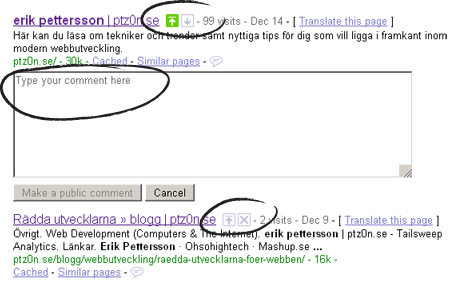 erik pettersson | ptz0n.se - 99 visits - Dec 14 - [ Translate this page ]
Här kan du läsa om tekniker och trender samt nyttiga tips för dig som vill ligga i framkant inom
modern webbutveckling.
ptz0n.se/ - 30k - Cached - Similar pages -
Type your comment here
Make a public comment Cancel
Rädda utvecklarna » blogg | ptz0n.se - 2 visits - Dec 9 - [ Translate this page ]
Övrigt. Web Development (Computers & The Internet). erik pettersson | ptz0n.se - Tailsweep
Analytics. Länkar. Erik Pettersson · Ohsohightech · Mashup.se ...
ptz0n.se/blogg/webbutveckling/raedda-utvecklarna-foer-webben/ - 16k -
Cached - Similar pages -